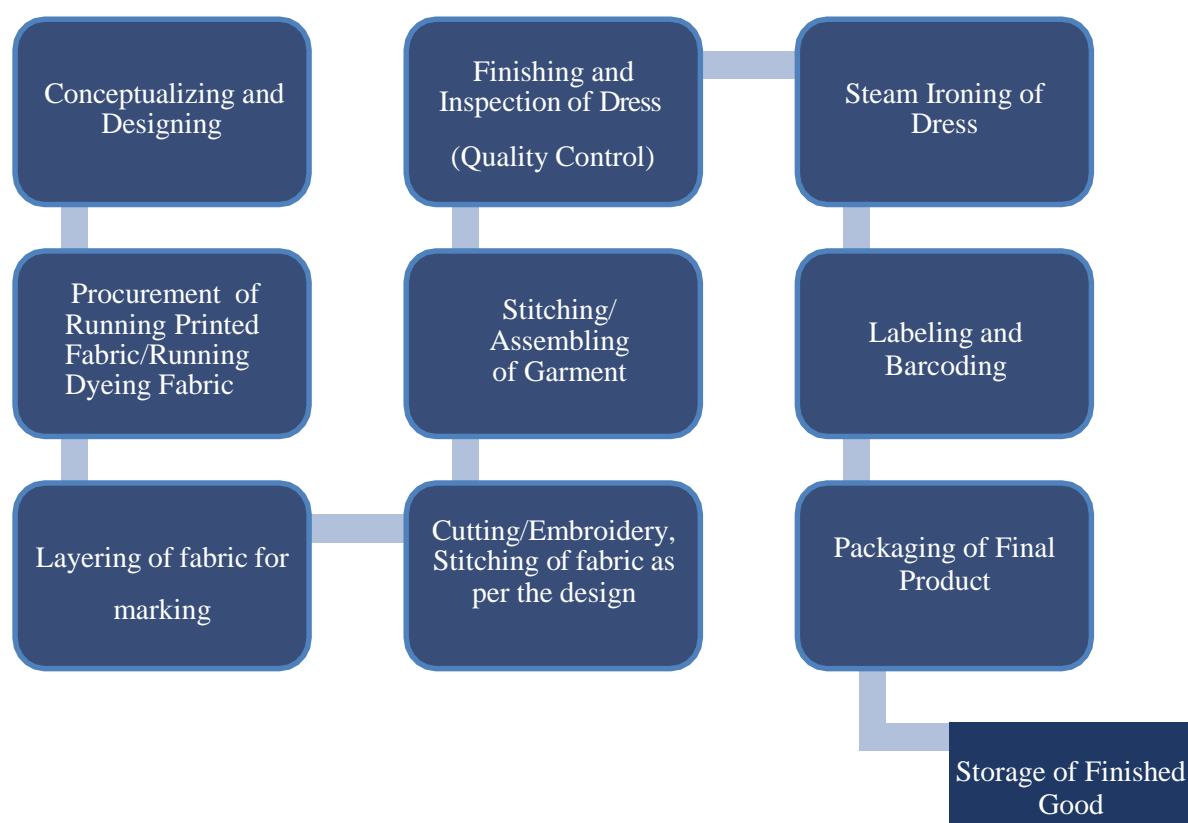 Conceptualizing and
Designing
Procurement of
Running Printed
Fabric/Running
Dyeing Fabric
Layering of fabric for
marking
Cutting/Embroidery,
Stitching of fabric as
per the design
Stitching/
Assembling
of Garment
Finishing and
Inspection of Dress
(Quality Control)
Steam Ironing of
Dress
Labeling and
Barcoding
Packaging of Final
Product
Storage of Finished
Good